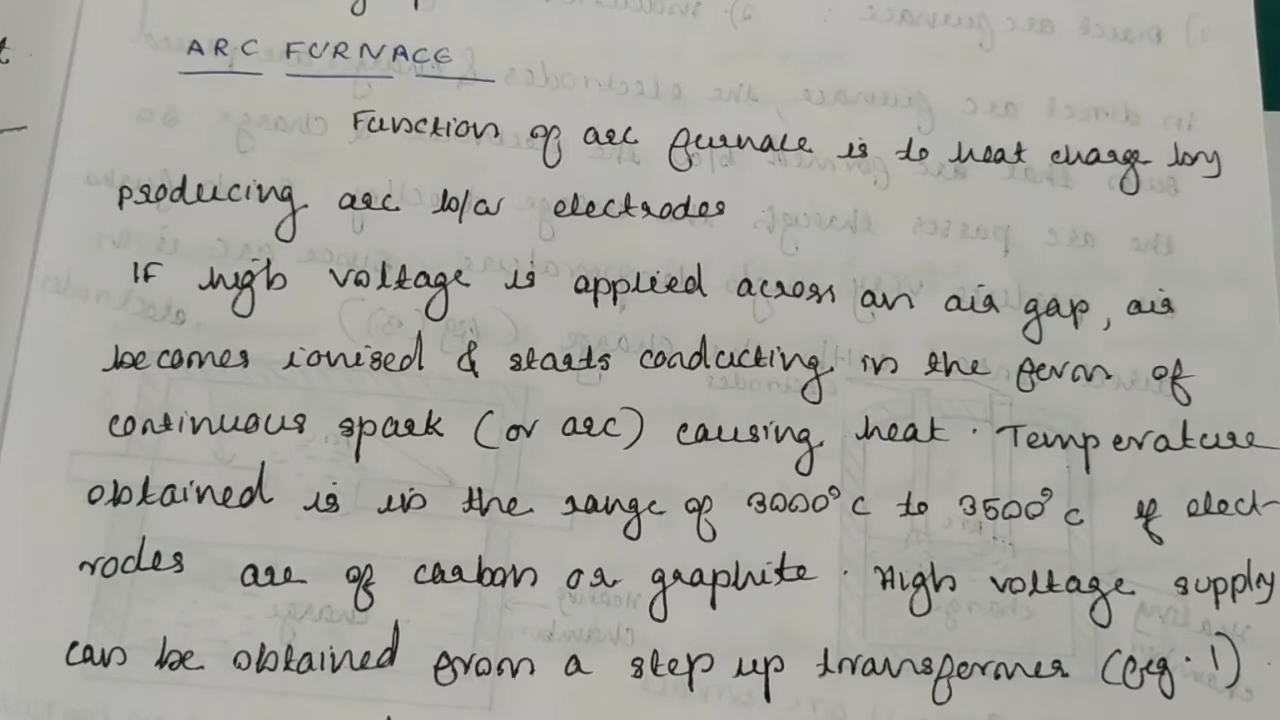 ARC FURNACE
Function of arc furnace is to heat charge by
producing arc b/w electrodes
If high voltage is applied across an air gap, air
becomes ionised & starts conducting in the form of
continuous spark (or arc) causing heat. Temperature
obtained is in the range of 3000°C to 3500°C if elect-
rodes are of carbon or graphite. High voltage supply
can be obtained from a step up transformer (fig. 1)